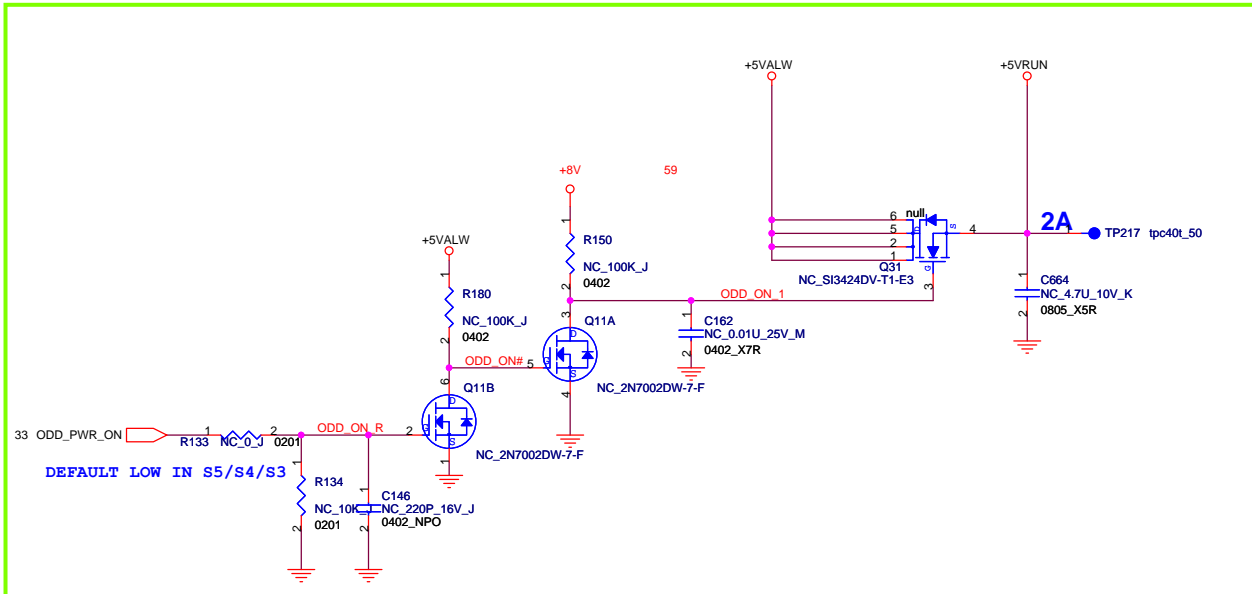 +5VALW
+5VRUN
+8V
59
6
null
5
2
1
D
S
G
4
3
2A
1
TP217 tpc40t_50
Q31
NC_SI3424DV-T1-E3
+5VALW
1
R150
NC_100K_J
2
0402
ODD_ON_1
1
C664
NC_4.7U_10V_K
2
0805_X5R
1
R180
NC_100K_J
2
0402
3
Q11A
D
G
S
1
C162
NC_0.01U_25V_M
2
0402_X7R
ODD_ON#
5
4
NC_2N7002DW-7-F
6
Q11B
D
G
S
33 ODD_PWR_ON
1
R133
NC_0_J
2
0201
ODD_ON_R
2
1
NC_2N7002DW-7-F
DEFAULT LOW IN S5/S4/S3
1
R134
NC_10K_J
2
0201
1
C146
NC_220P_16V_J
2
0402_NPO